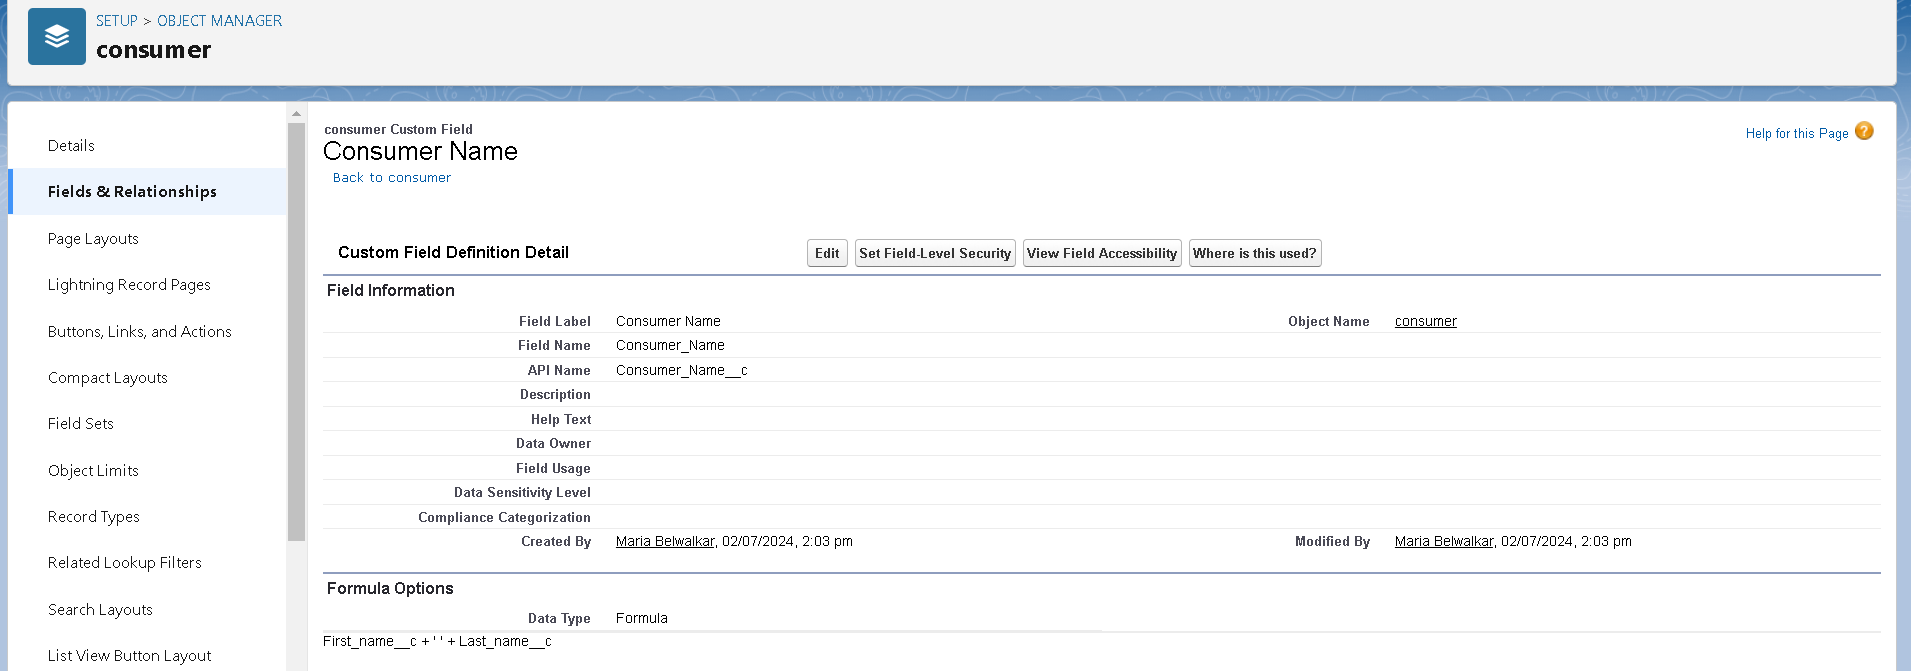 SETUP > OBJECT MANAGER
consumer
Details
Fields & Relationships
Page Layouts
Lightning Record Pages
Buttons, Links, and Actions
Compact Layouts
Field Sets
Object Limits
Record Types
Related Lookup Filters
Search Layouts
List View Button Layout
consumer Custom Field
Consumer Name
Back to consumer
Help for this Page ?
Custom Field Definition Detail Edit Set Field-Level Security View Field Accessibility Where is this used?
Field Information
Field Label Consumer Name Object Name consumer
Field Name Consumer_Name
API Name Consumer_Name__c
Description
Help Text
Data Owner
Field Usage
Data Sensitivity Level
Compliance Categorization
Created By Maria Belwalkar, 02/07/2024, 2:03 pm Modified By Maria Belwalkar, 02/07/2024, 2:03 pm
Formula Options
Data Type Formula
First_name__c + ' ' + Last_name__c